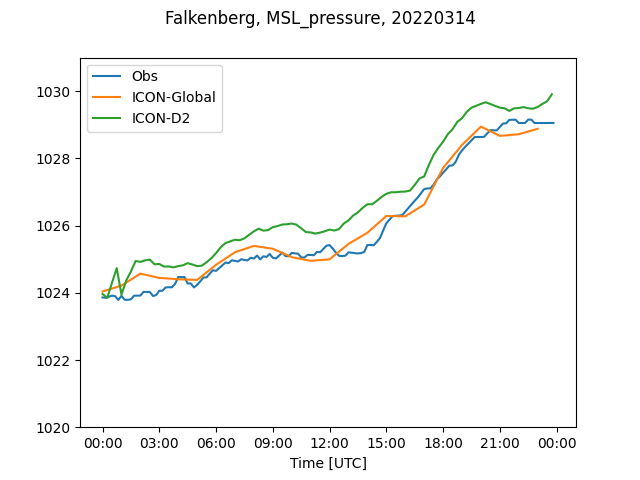 Falkenberg, MSL_pressure, 20220314
Obs
ICON-Global
ICON-D2
1030
1028
1026
1024
1022
1020
00:00 03:00 06:00 09:00 12:00 15:00 18:00 21:00 00:00
Time [UTC]